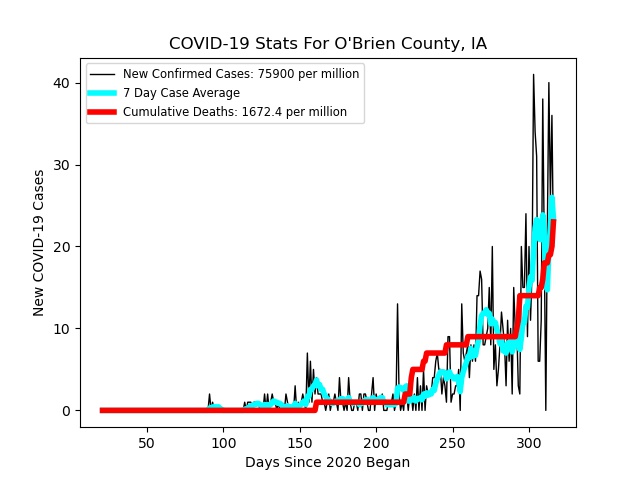 COVID-19 Stats For O'Brien County, IA
New Confirmed Cases: 75900 per million
7 Day Case Average
Cumulative Deaths: 1672.4 per million
New COVID-19 Cases
40
30
20
10
0
50 100 150 200 250 300
Days Since 2020 Began